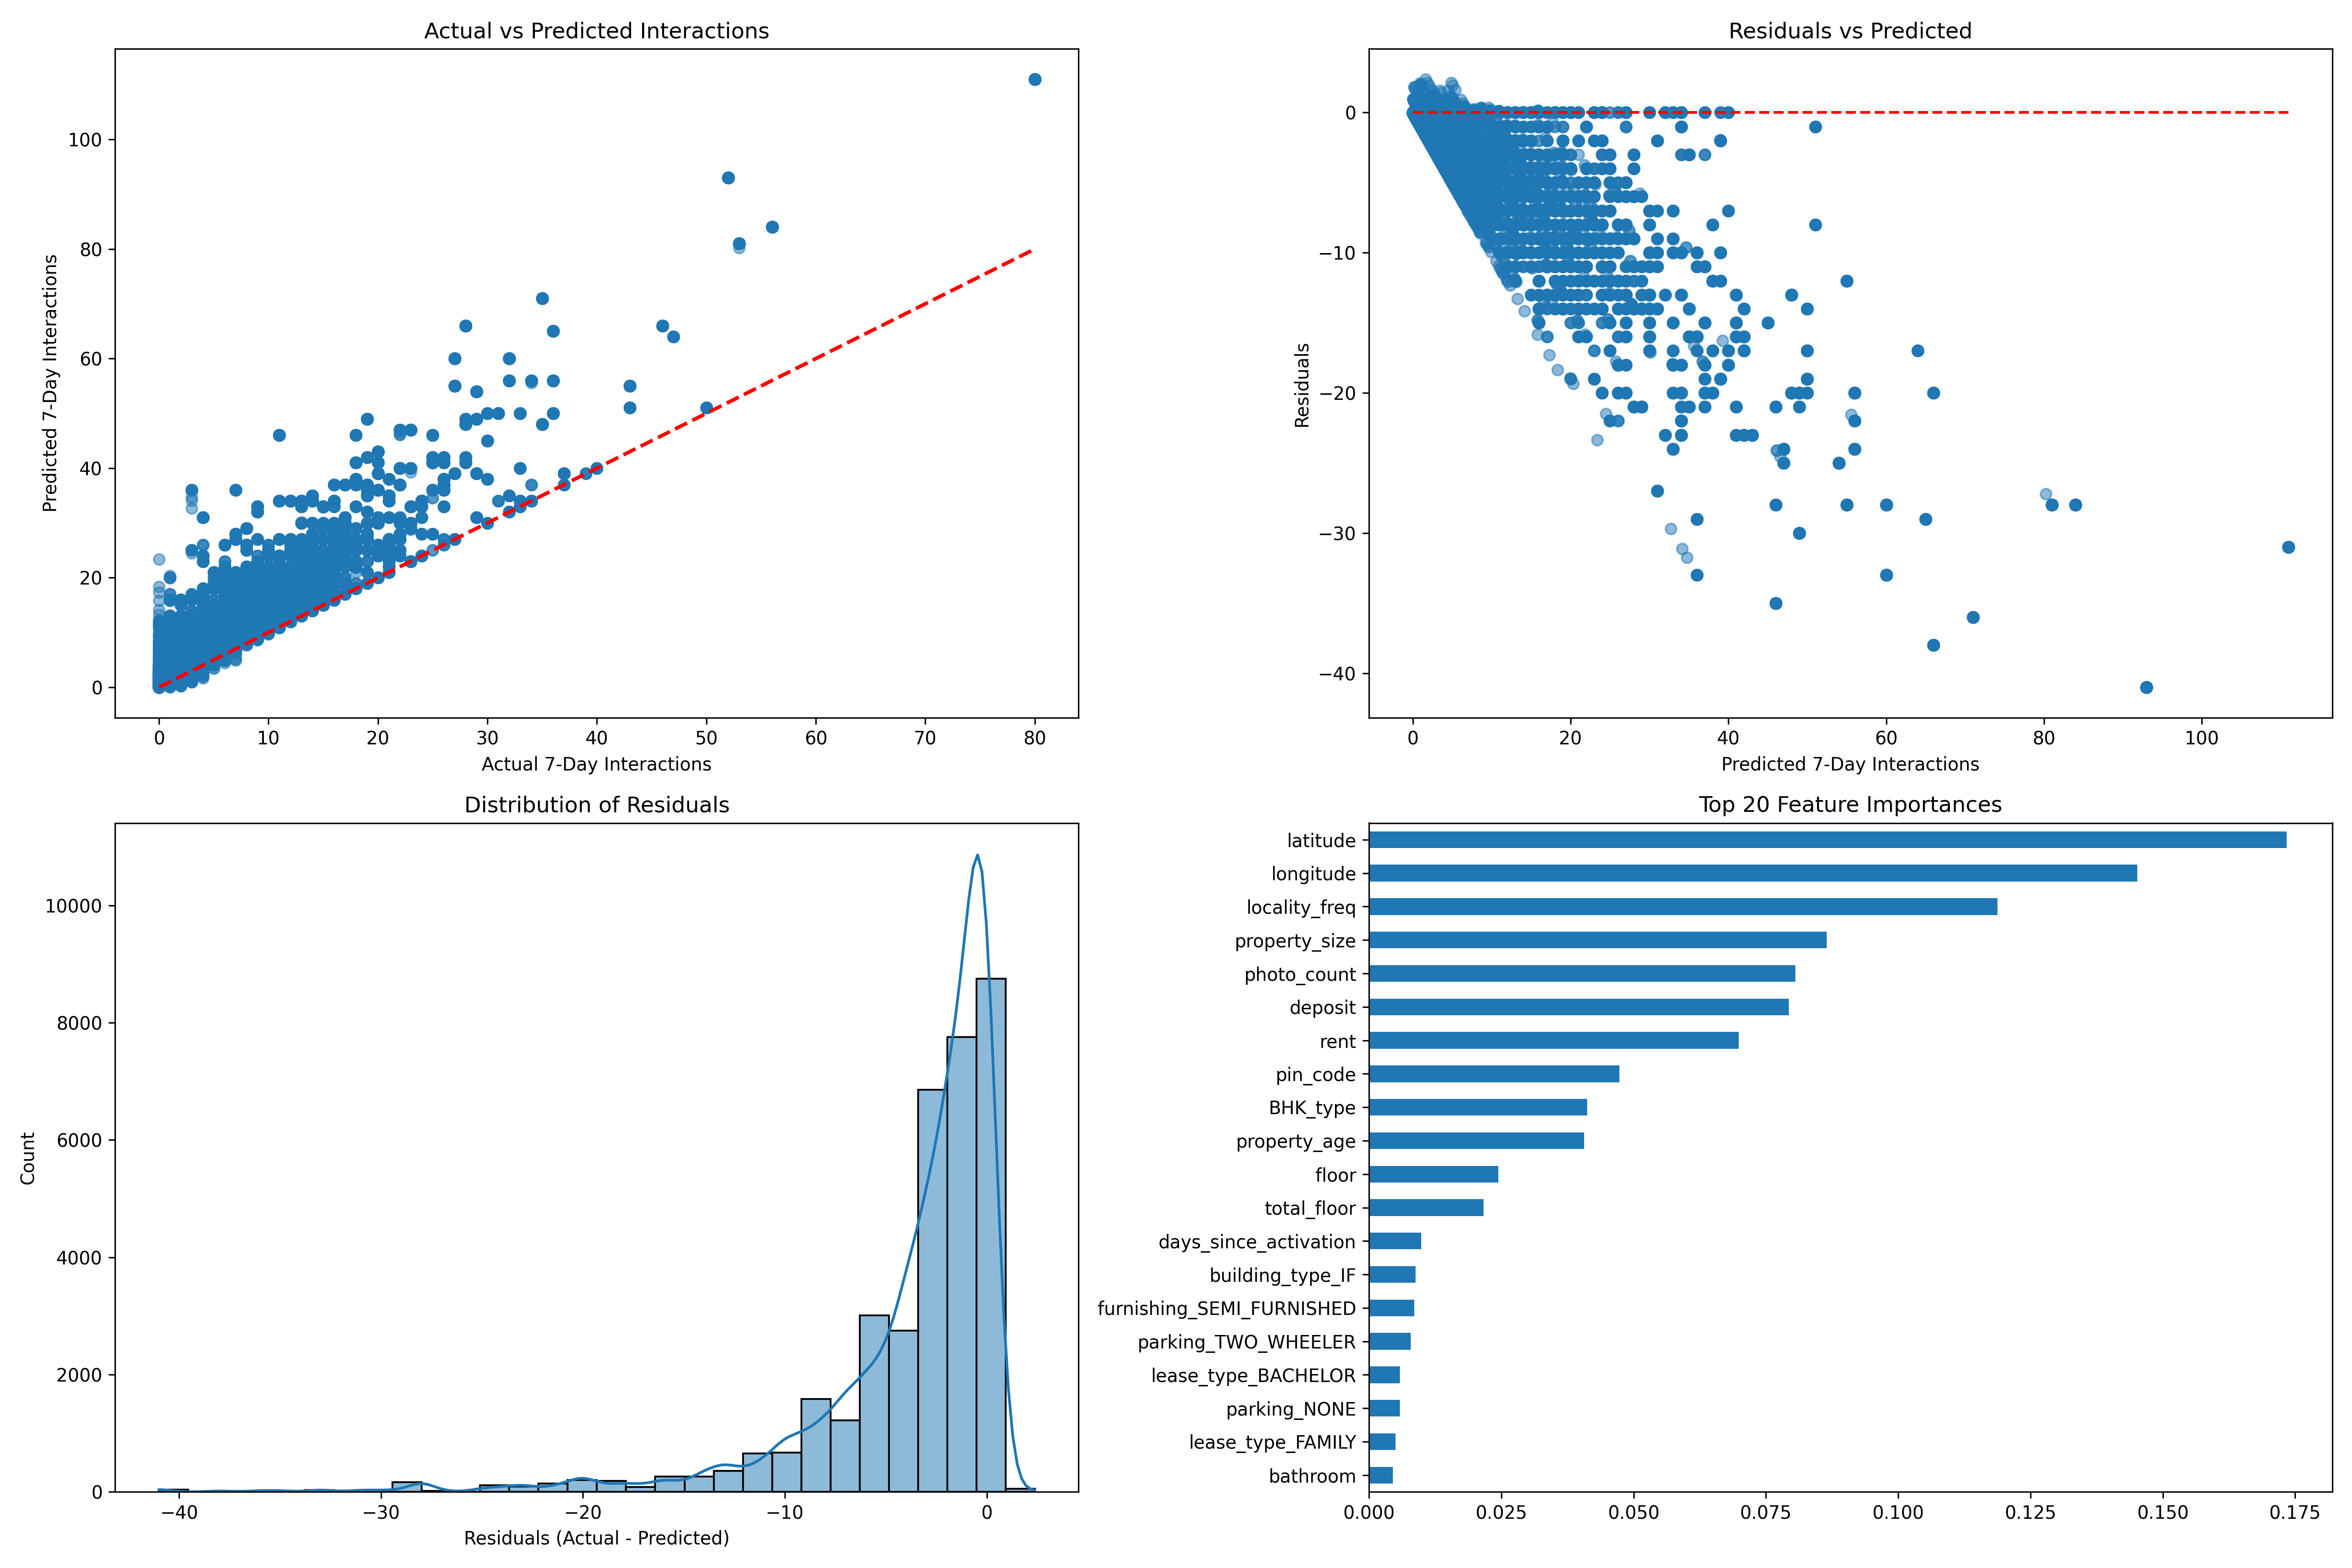 Actual vs Predicted Interactions
Predicted 7-Day Interactions
100
80
60
40
20
0
0 10 20 30 40 50 60 70 80
Actual 7-Day Interactions
Residuals vs Predicted
Residuals
0
−10
−20
−30
−40
0 20 40 60 80 100
Predicted 7-Day Interactions
Distribution of Residuals
Count
10000
8000
6000
4000
2000
0
−40 −30 −20 −10 0
Residuals (Actual - Predicted)
Top 20 Feature Importances
latitude
longitude
locality_freq
property_size
photo_count
deposit
rent
pin_code
BHK_type
property_age
floor
total_floor
days_since_activation
building_type_IF
furnishing_SEMI_FURNISHED
parking_TWO_WHEELER
lease_type_BACHELOR
parking_NONE
lease_type_FAMILY
bathroom
0.000 0.025 0.050 0.075 0.100 0.125 0.150 0.175